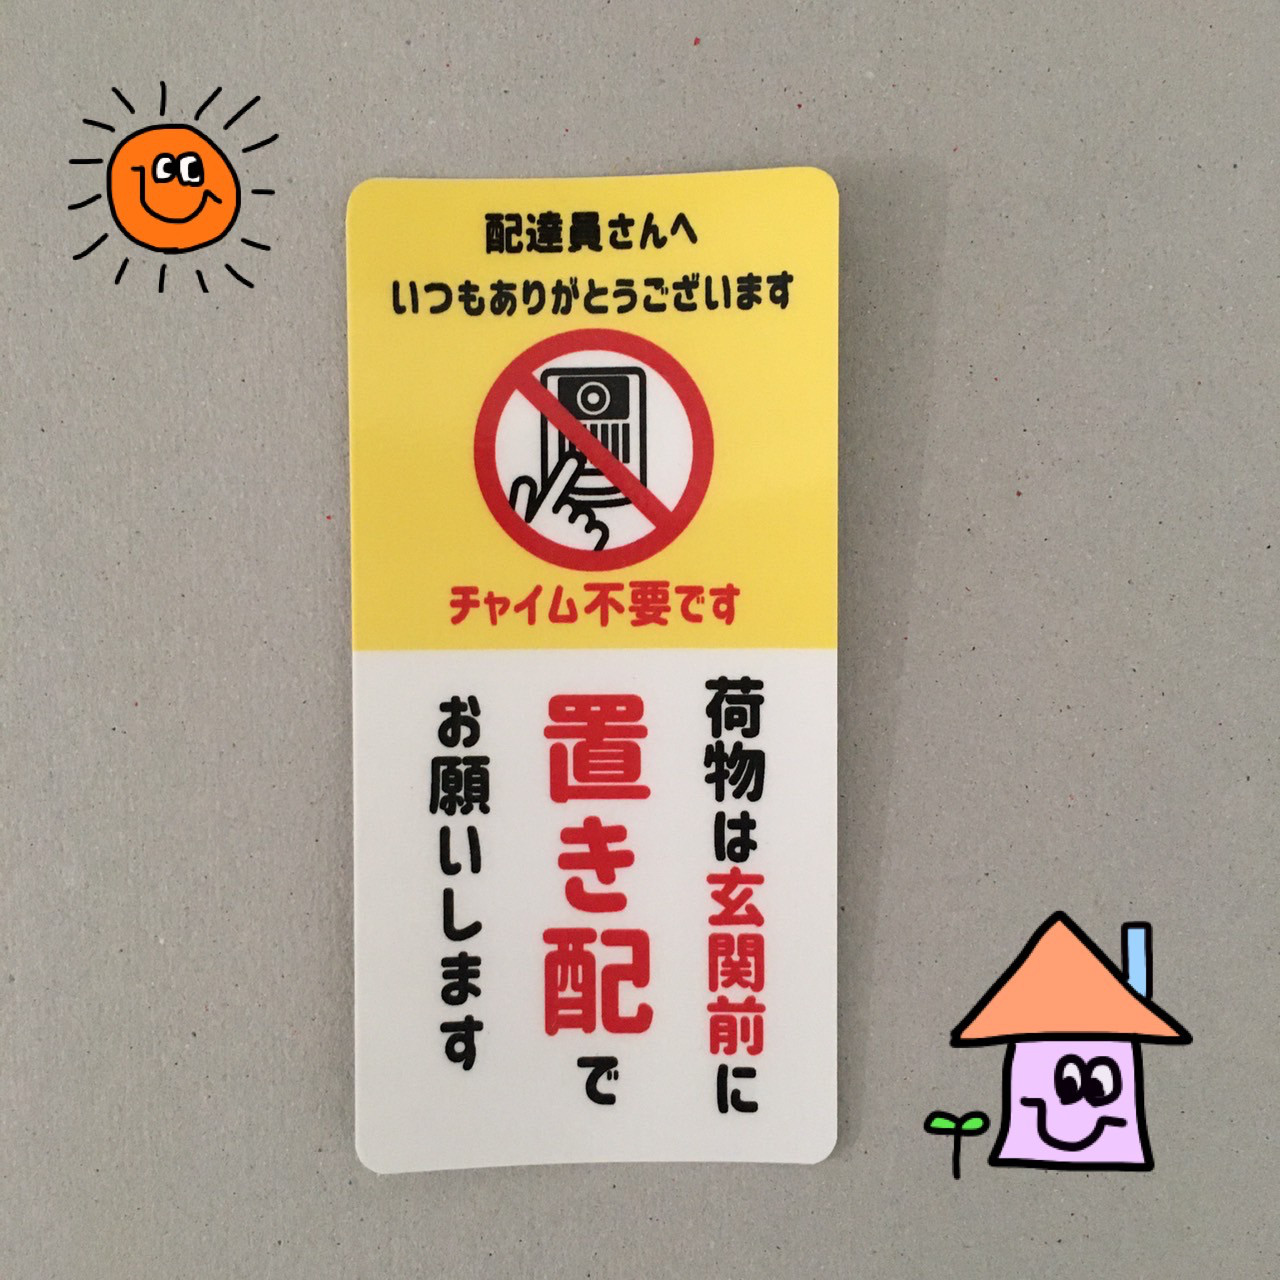 配達員さんへ
いつもありがとうございます
チャイム不要です
荷物は玄関前に
置き配で
お願いします